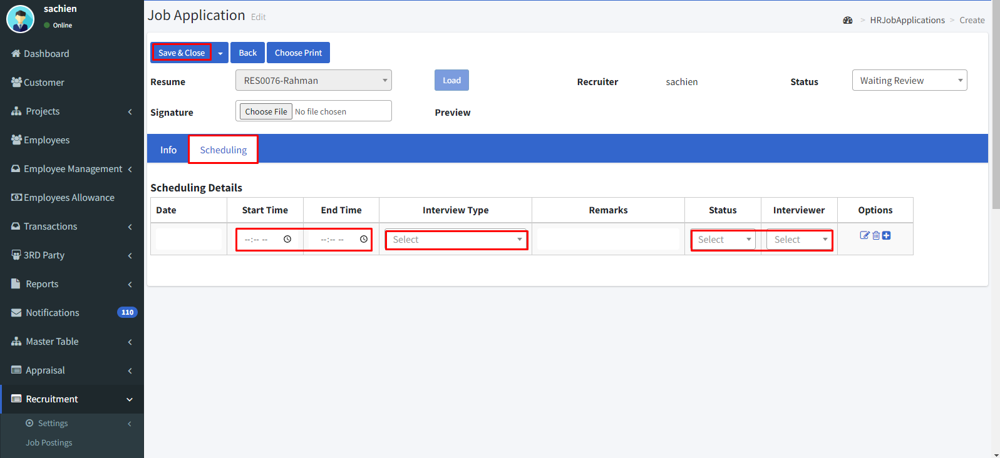 sachien
Online
Dashboard
Customer
Projects
Employees
Employee Management
Employees Allowance
Transactions
3RD Party
Reports
Notifications 110
Master Table
Appraisal
Recruitment
Settings
Job Postings
Job Application Edit
> HRJobApplications > Create
Save & Close Back Choose Print
Resume RES0076-Rahman Load Recruiter sachien Status Waiting Review
Signature Choose File No file chosen Preview
Info Scheduling
Scheduling Details
Date Start Time End Time Interview Type Remarks Status Interviewer Options
--:-- -- --:-- -- Select Select Select